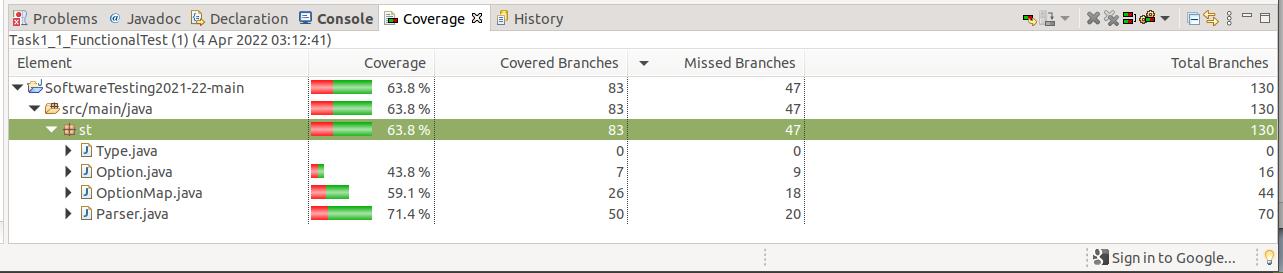 Problems @ Javadoc Declaration Console Coverage History
Task1_1_FunctionalTest (1) (4 Apr 2022 03:12:41)
Element Coverage Covered Branches Missed Branches Total Branches
SoftwareTesting2021-22-main 63.8 % 83 47 130
src/main/java 63.8 % 83 47 130
st 63.8 % 83 47 130
Type.java 0 0 0
Option.java 43.8 % 7 9 16
OptionMap.java 59.1 % 26 18 44
Parser.java 71.4 % 50 20 70
Sign in to Google...